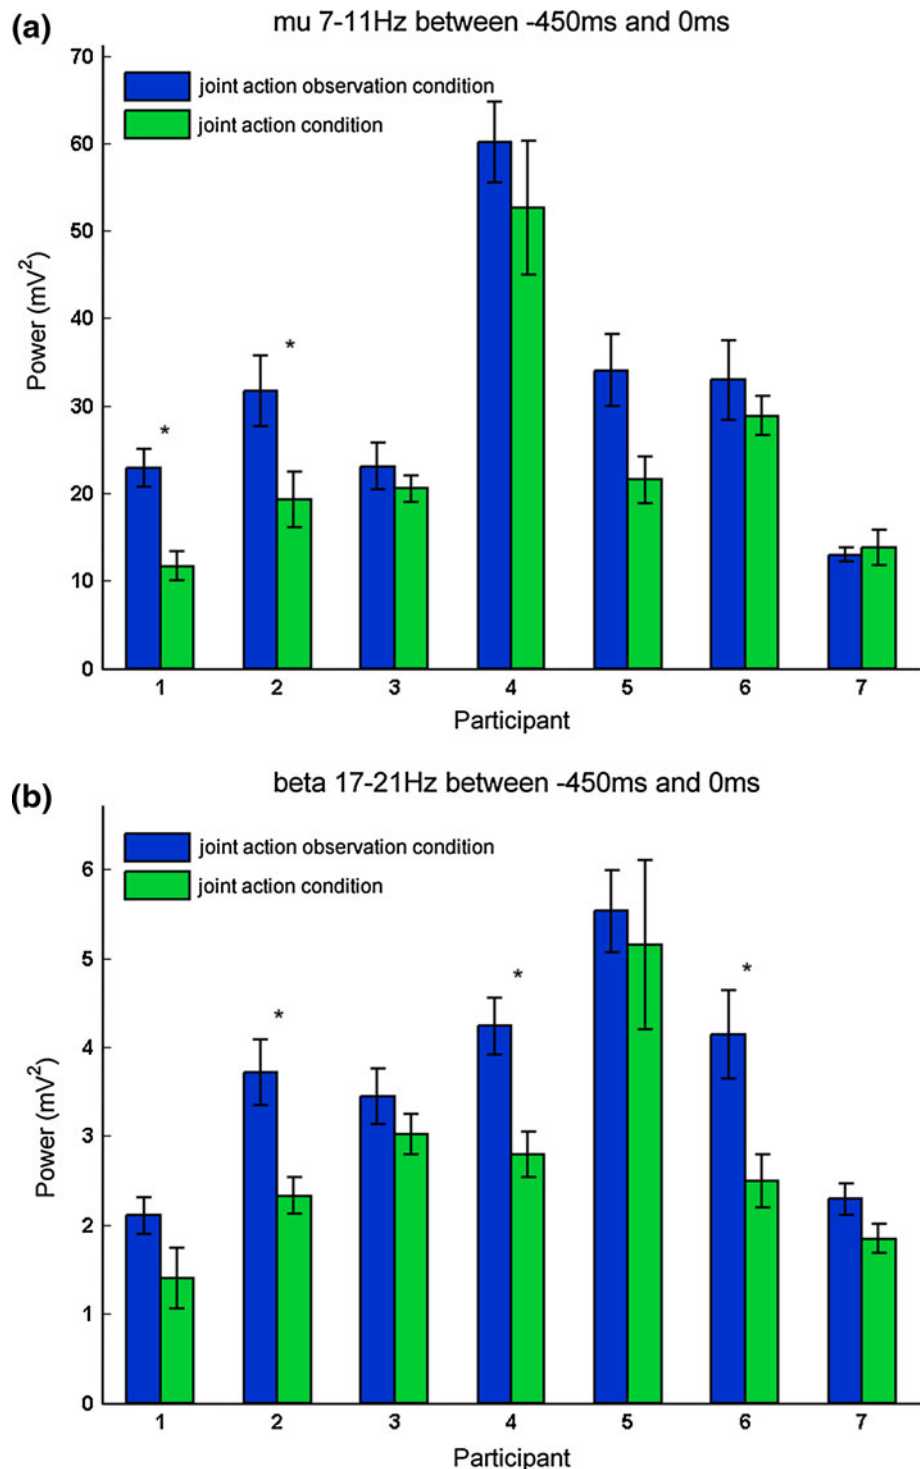 (a)
mu 7-11Hz between -450ms and 0ms
joint action observation condition
joint action condition
70
60
50
40
30
20
10
0
Power (mV²)
*
*
1 2 3 4 5 6 7
Participant
(b)
beta 17-21Hz between -450ms and 0ms
joint action observation condition
joint action condition
6
5
4
3
2
1
0
Power (mV²)
*
*
*
1 2 3 4 5 6 7
Participant